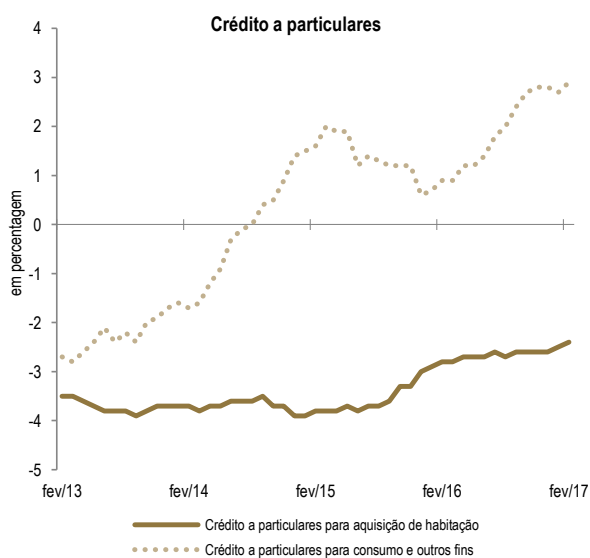 Crédito a particulares
em percentagem
4
3
2
1
0
-1
-2
-3
-4
-5
fev/13 fev/14 fev/15 fev/16 fev/17
Crédito a particulares para aquisição de habitação
Crédito a particulares para consumo e outros fins